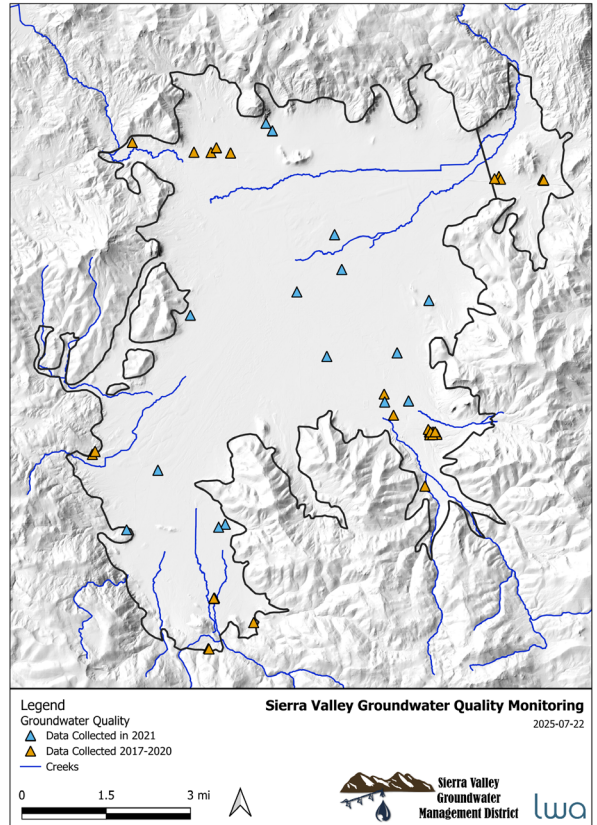 Legend
Sierra Valley Groundwater Quality Monitoring
Groundwater Quality
2025-07-22
Data Collected in 2021
Data Collected 2017-2020
Creeks
0 1.5 3 mi
Sierra Valley
Groundwater
Management District
lwa